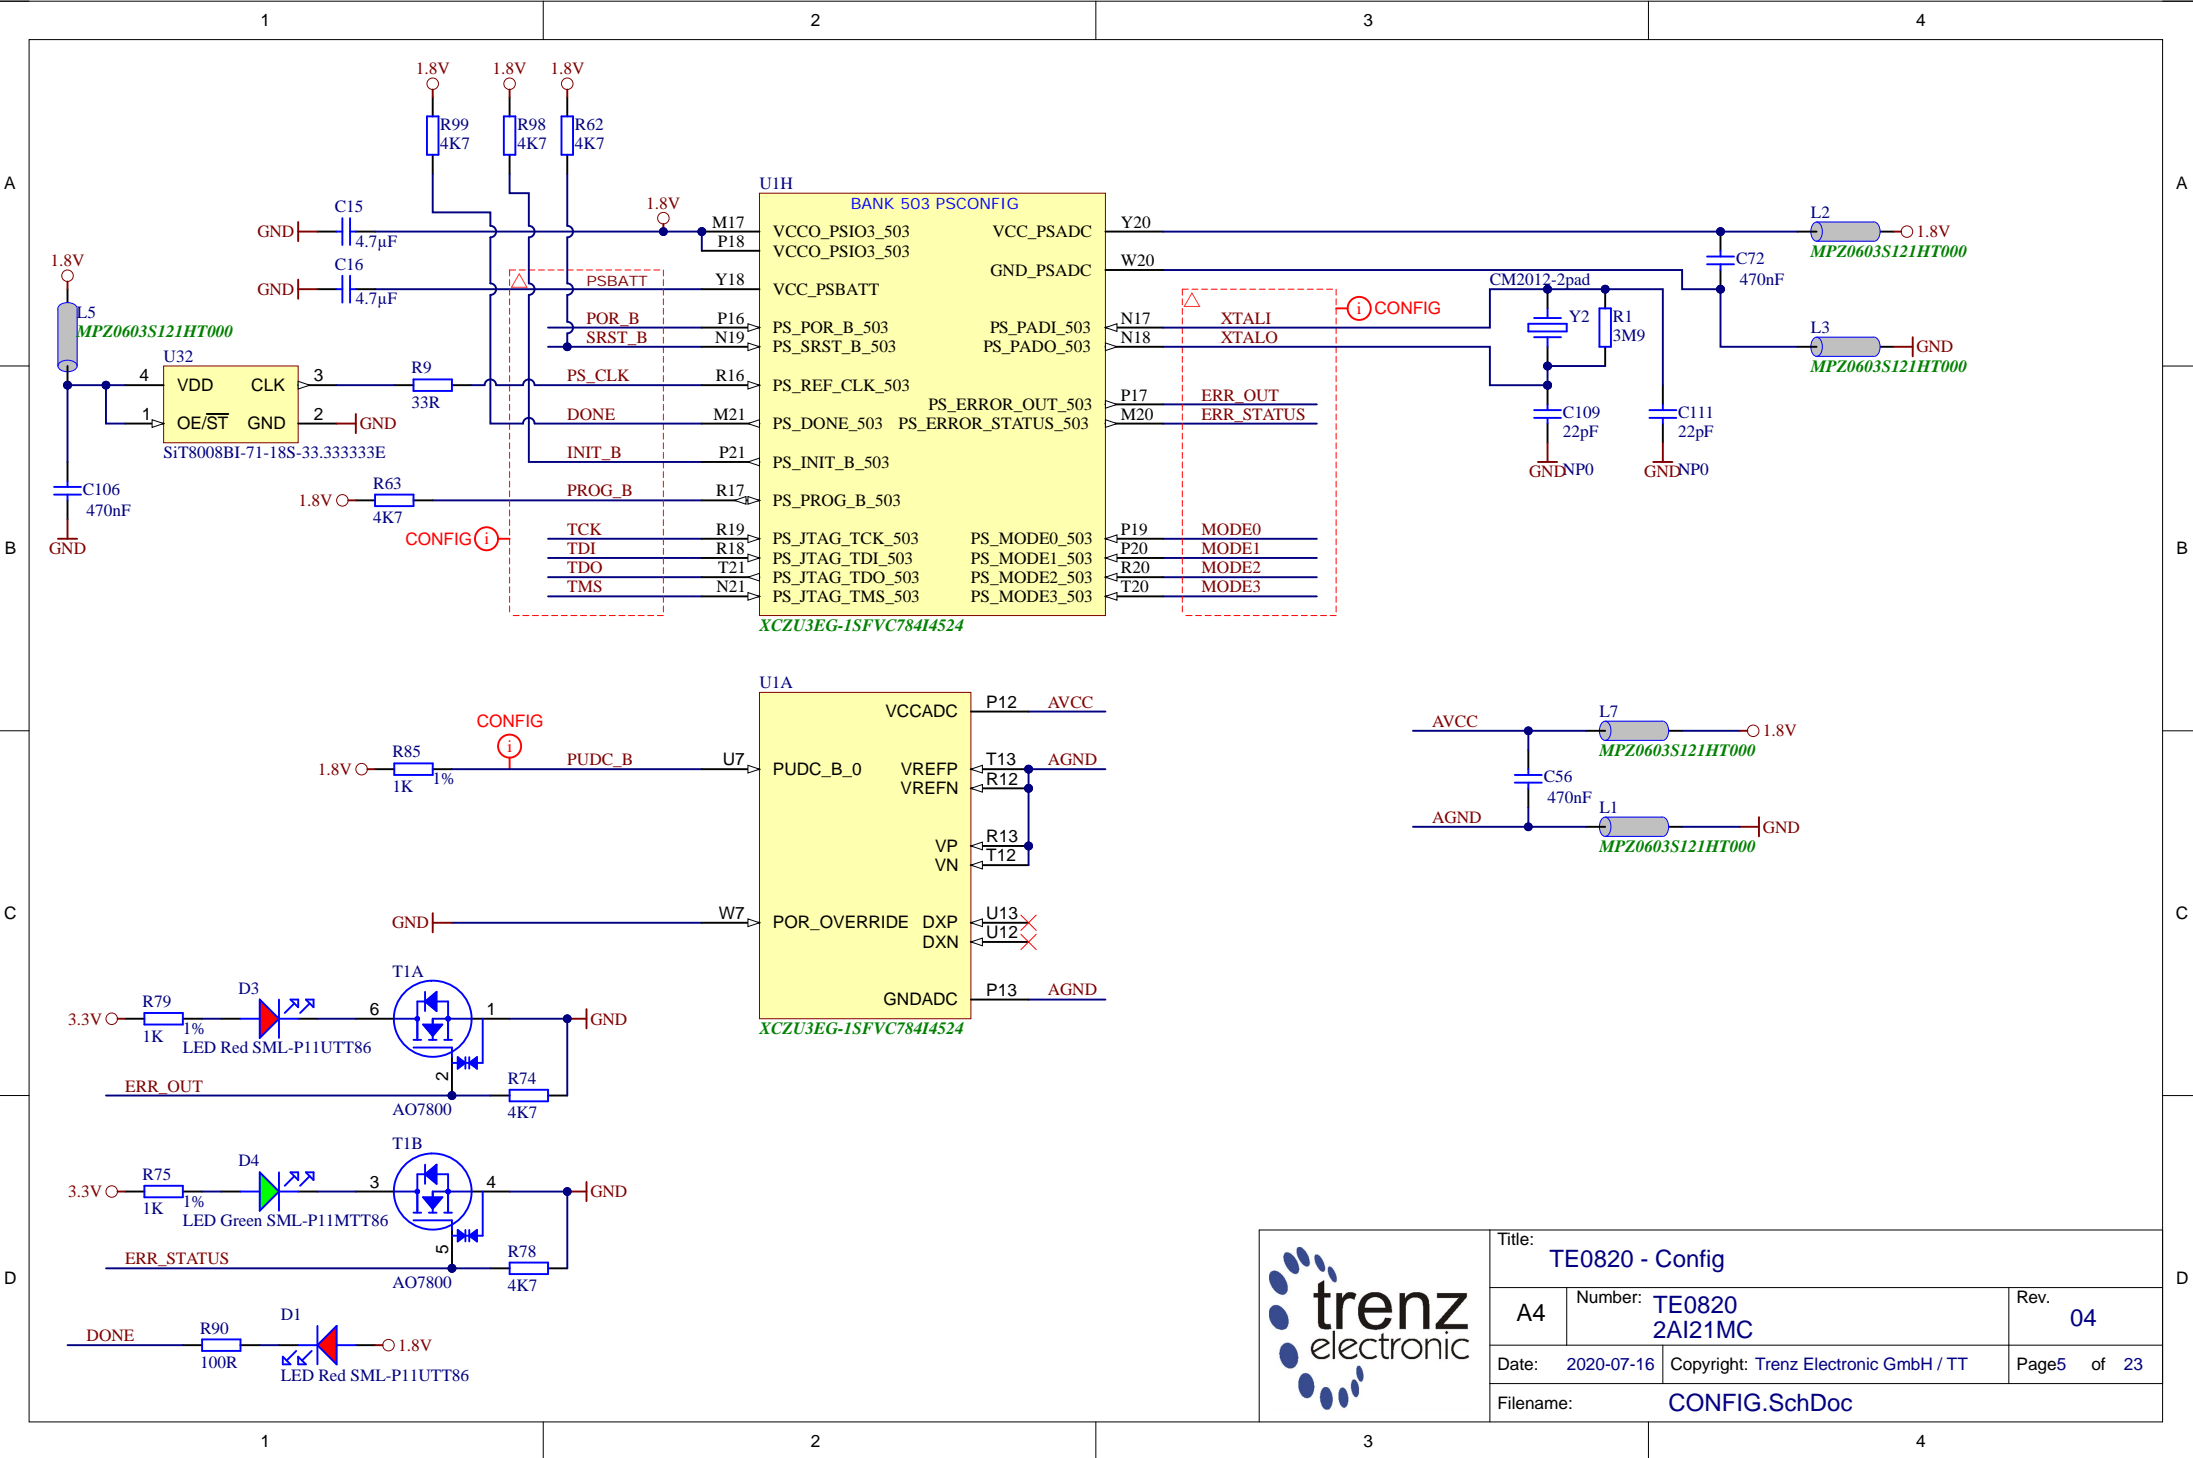 1 2 3 4
A A
B B
C C
D D
1 2 3 4
1.8V 1.8V 1.8V
R99 R98 R62
4K7 4K7 4K7
GND C15 4.7µF
1.8V
GND C16 4.7µF
PSBATT
1.8V
L5
MPZ0603S121HT000
U32
4 VDD CLK 3
1 OE/ST GND 2 GND
SiT8008BI-71-18S-33.333333E
C106
470nF
GND
R9
33R
1.8V R63
4K7
CONFIG i
POR_B
SRST_B
PS_CLK
DONE
INIT_B
PROG_B
TCK
TDI
TDO
TMS
U1H
BANK 503 PSCONFIG
M17 VCCO_PSIO3_503 VCC_PSADC Y20
P18 VCCO_PSIO3_503
GND_PSADC W20
Y18 VCC_PSBATT
P16 PS_POR_B_503 PS_PADI_503 N17 XTALI
N19 PS_SRST_B_503 PS_PADO_503 N18 XTALO
R16 PS_REF_CLK_503
PS_ERROR_OUT_503 P17 ERR_OUT
M21 PS_DONE_503 PS_ERROR_STATUS_503 M20 ERR_STATUS
P21 PS_INIT_B_503
R17 PS_PROG_B_503
R19 PS_JTAG_TCK_503 PS_MODE0_503 P19 MODE0
R18 PS_JTAG_TDI_503 PS_MODE1_503 P20 MODE1
T21 PS_JTAG_TDO_503 PS_MODE2_503 R20 MODE2
N21 PS_JTAG_TMS_503 PS_MODE3_503 T20 MODE3
XCZU3EG-1SFVC784I4524
i CONFIG
CM2012-2pad
Y2 R1
3M9
C109 C111
22pF 22pF
GND NP0 GND NP0
L2
1.8V
MPZ0603S121HT000
C72
470nF
L3
GND
MPZ0603S121HT000
U1A
VCCADC P12 AVCC
CONFIG
i
1.8V R85
1K 1%
PUDC_B U7 PUDC_B_0 VREFP T13 AGND
VREFN R12
VP R13
VN T12
GND W7 POR_OVERRIDE DXP U13
DXN U12
GNDADC P13 AGND
XCZU3EG-1SFVC784I4524
AVCC L7 1.8V
MPZ0603S121HT000
C56
470nF
AGND L1 GND
MPZ0603S121HT000
T1A
3.3V R79 D3 6 1 GND
1K 1%
LED Red SML-P11UTT86
2
ERR_OUT R74
AO7800 4K7
T1B
3.3V R75 D4 3 4 GND
1K 1%
LED Green SML-P11MTT86
5
ERR_STATUS R78
AO7800 4K7
D1
DONE R90 1.8V
100R
LED Red SML-P11UTT86
trenz
electronic
Title:
TE0820 - Config
A4 Number: TE0820
2AI21MC
Rev.
04
Date: 2020-07-16 Copyright: Trenz Electronic GmbH / TT Page5 of 23
Filename: CONFIG.SchDoc